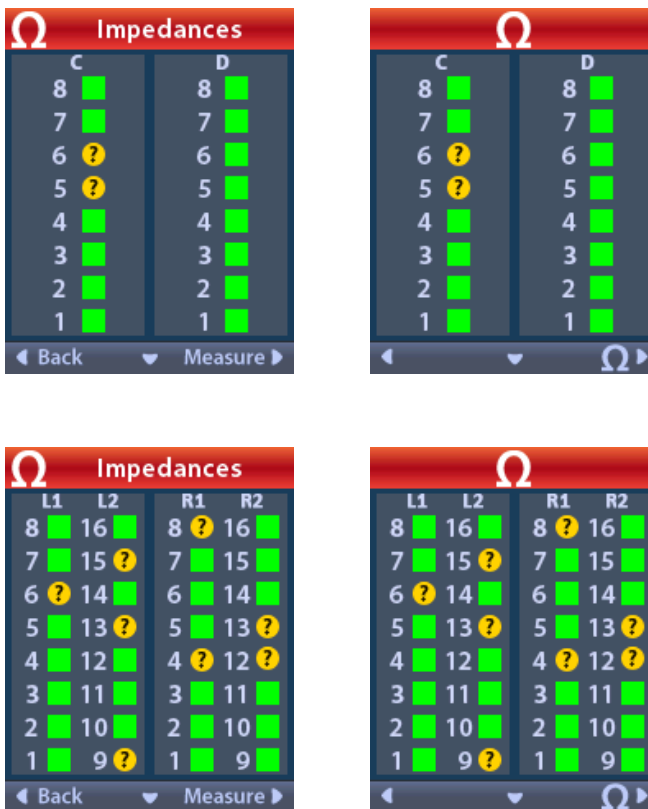 Ω Impedances
C D
8 8
7 7
6 ? 6
5 ? 5
4 4
3 3
2 2
1 1
Back Measure
Ω
C D
8 8
7 7
6 ? 6
5 ? 5
4 4
3 3
2 2
1 1
Ω
Ω Impedances
L1 L2 R1 R2
8 16 8 ? 16
7 15 ? 7 15
6 ? 14 6 14
5 13 ? 5 13 ?
4 12 4 ? 12 ?
3 11 3 11
2 10 2 10
1 9 ? 1 9
Back Measure
Ω
L1 L2 R1 R2
8 16 8 ? 16
7 15 ? 7 15
6 ? 14 6 14
5 13 ? 5 13 ?
4 12 4 ? 12 ?
3 11 3 11
2 10 2 10
1 9 ? 1 9
Ω